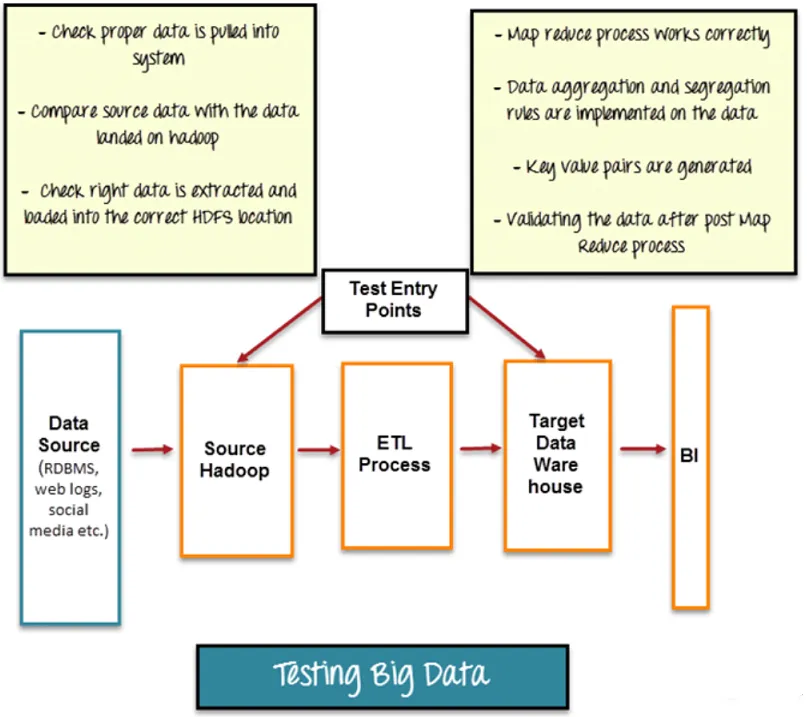 - Check proper data is pulled into
system
- Compare source data with the data
landed on hadoop
- Check right data is extracted and
loaded into the correct HDFS location
- Map reduce process works correctly
- Data aggregation and segregation
rules are implemented on the data
- Key value pairs are generated
- Validating the data after post Map
Reduce process
Test Entry
Points
Data
Source
(RDBMS,
web logs,
social
media etc.)
Source
Hadoop
ETL
Process
Target
Data
Ware
house
BI
Testing Big Data